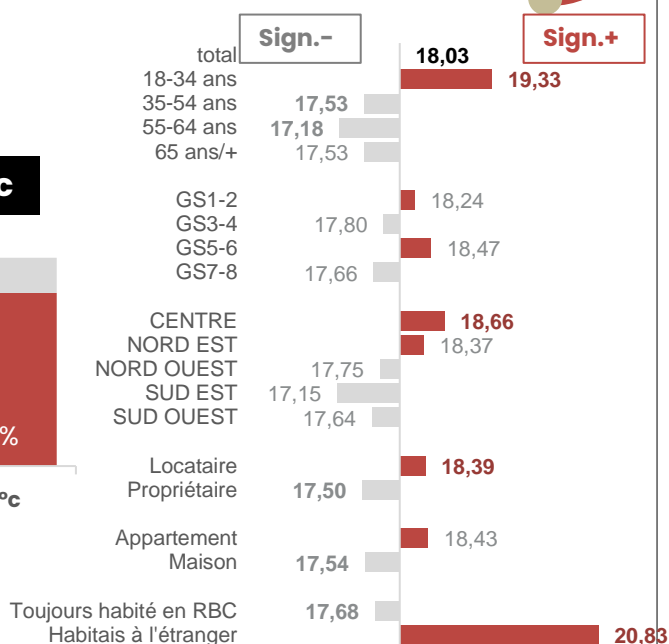 Sign.-
Sign.+
total 18,03
18-34 ans 19,33
35-54 ans 17,53
55-64 ans 17,18
65 ans/+ 17,53
c
GS1-2 18,24
GS3-4 17,80
GS5-6 18,47
GS7-8 17,66
CENTRE 18,66
NORD EST 18,37
NORD OUEST 17,75
SUD EST 17,15
SUD OUEST 17,64
%
Locataire 18,39
Propriétaire 17,50
°c
Appartement 18,43
Maison 17,54
Toujours habité en RBC 17,68
Habitais à l'étranger 20,83